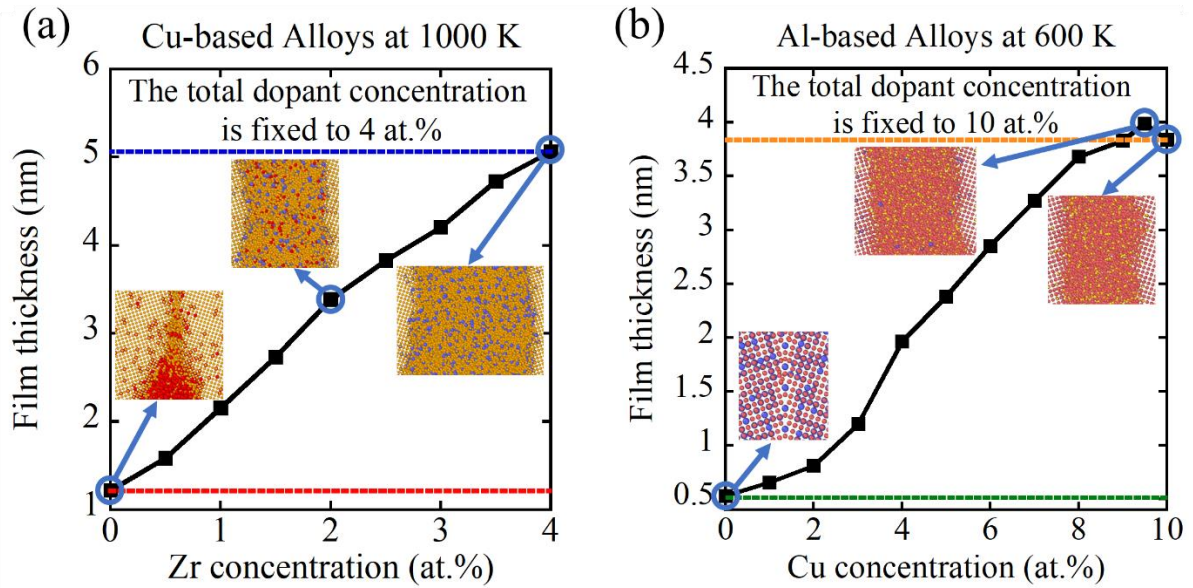 (a)
Cu-based Alloys at 1000 K
The total dopant concentration
is fixed to 4 at.%
Film thickness (nm)
6
5
4
3
2
1
0
1
2
3
4
Zr concentration (at.%)
(b)
Al-based Alloys at 600 K
The total dopant concentration
is fixed to 10 at.%
Film thickness (nm)
4.5
4
3.5
3
2.5
2
1.5
1
0.5
0
2
4
6
8
10
Cu concentration (at.%)